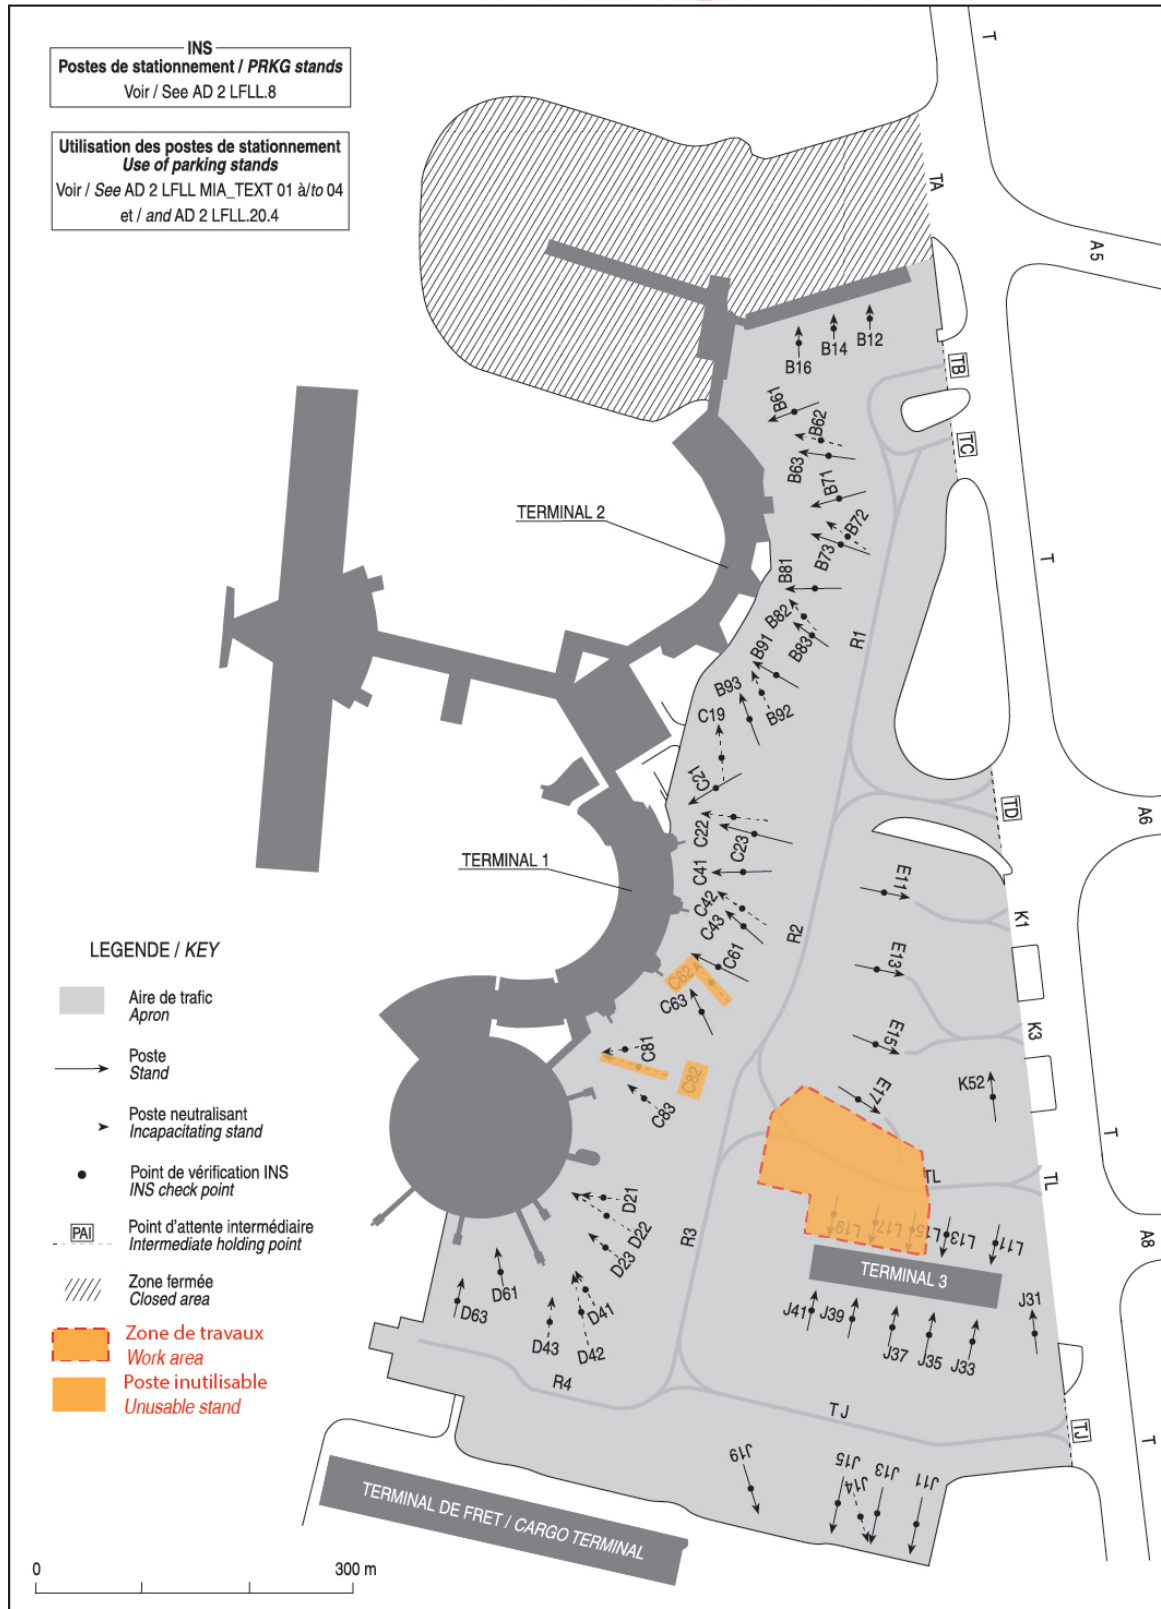 INS
Postes de stationnement / PRKG stands
Voir / See AD 2 LFLL.8
Utilisation des postes de stationnement
Use of parking stands
Voir / See AD 2 LFLL MIA_TEXT 01 à/to 04
et / and AD 2 LFLL.20.4
T
TA
A5
B12
B14
B16
TB
B61
B62
TC
B63
B71
TERMINAL 2
B72
B73
T
B81
B82
B83
R1
B91
B93
B92
C19
C21
TD
A6
C22
C23
TERMINAL 1
C41
E11
C42
C43
K1
R2
C61
E13
C62
C63
K3
E15
C81
C82
K52
E17
C83
T
TL
TL
D21
D22
D23
R3
L19
L17
L15
L13
L11
A8
TERMINAL 3
D61
D63
D41
D43
D42
J41
J39
J37
J35
J33
J31
R4
TJ
TJ
T
J19
J15
J14
J13
J11
TERMINAL DE FRET / CARGO TERMINAL
LEGENDE / KEY
Aire de trafic
Apron
Poste
Stand
Poste neutralisant
Incapacitating stand
Point de vérification INS
INS check point
PAI
Point d'attente intermédiaire
Intermediate holding point
Zone fermée
Closed area
Zone de travaux
Work area
Poste inutilisable
Unusable stand
0
300 m